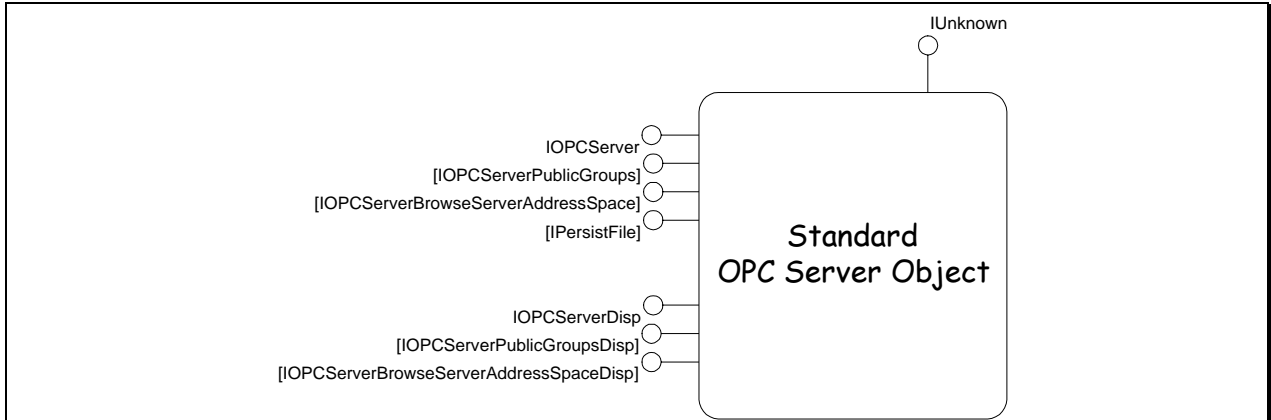 IUnknown
IOPCServer
[IOPCServerPublicGroups]
[IOPCServerBrowseServerAddressSpace]
[IPersistFile]
Standard
OPC Server Object
IOPCServerDisp
[IOPCServerPublicGroupsDisp]
[IOPCServerBrowseServerAddressSpaceDisp]